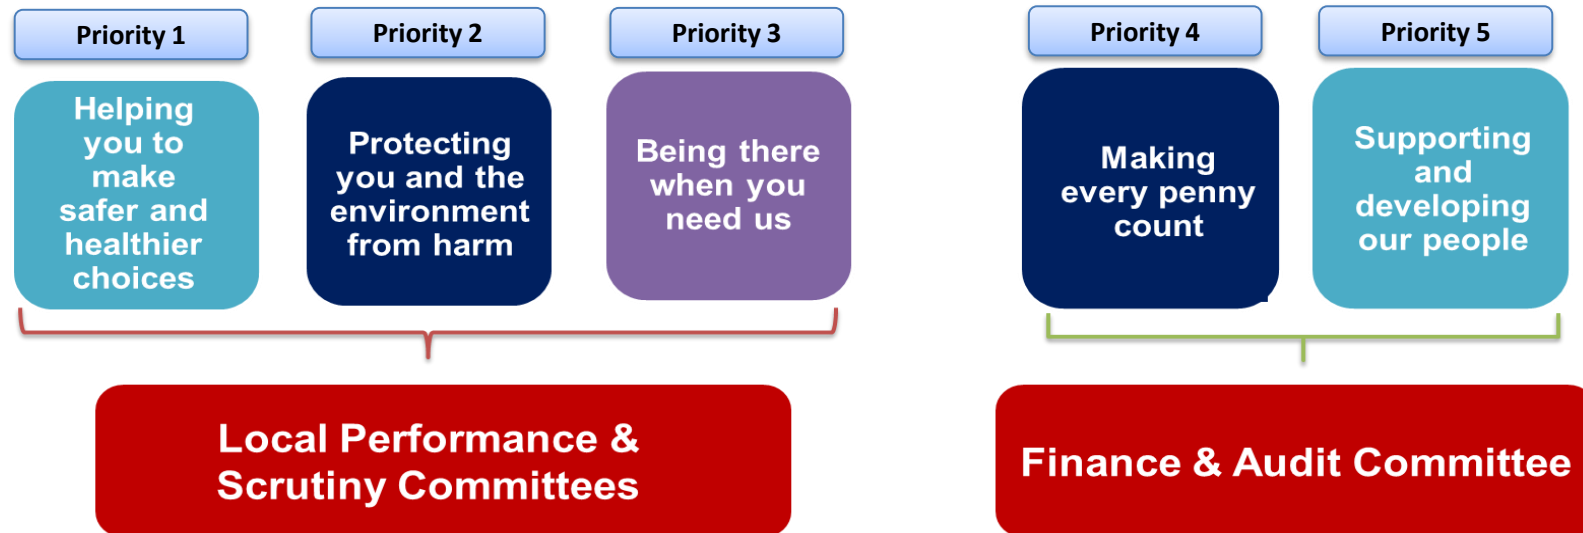 Priority 1
Priority 2
Priority 3
Priority 4
Priority 5
Helping
you to
make
safer and
healthier
choices
Protecting
you and the
environment
from harm
Being there
when you
need us
Making
every penny
count
Supporting
and
developing
our people
Local Performance &
Scrutiny Committees
Finance & Audit Committee